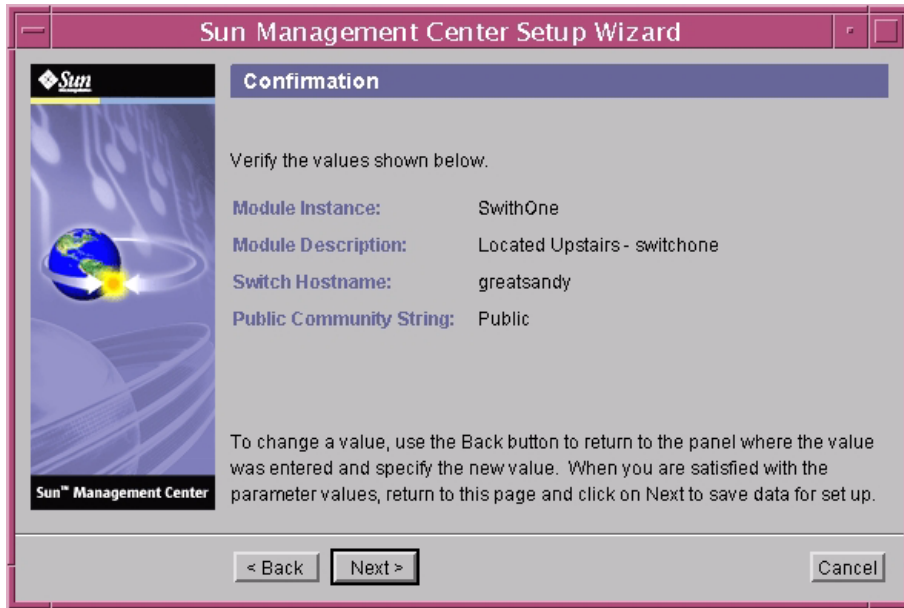 Sun Management Center Setup Wizard
Sun
Confirmation
Verify the values shown below.
Module Instance: SwithOne
Module Description: Located Upstairs - switchone
Switch Hostname: greatsandy
Public Community String: Public
To change a value, use the Back button to return to the panel where the value
was entered and specify the new value. When you are satisfied with the
parameter values, return to this page and click on Next to save data for set up.
Sun™ Management Center
< Back Next > Cancel